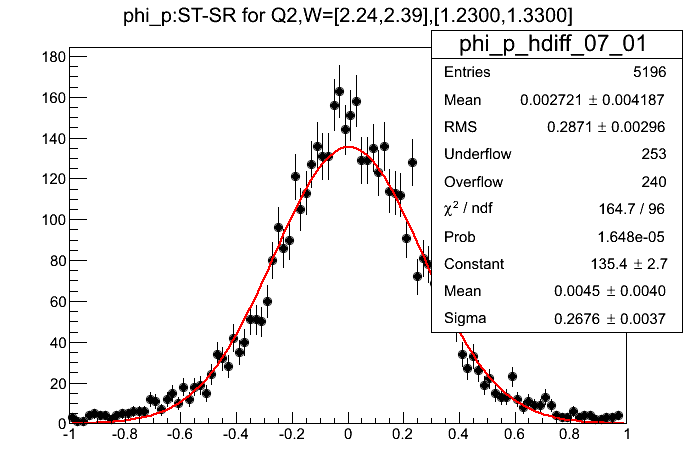 phi_p:ST-SR for Q2,W=[2.24,2.39],[1.2300,1.3300]
phi_p_hdiff_07_01
Entries 5196
Mean 0.002721 ± 0.004187
RMS 0.2871 ± 0.00296
Underflow 253
Overflow 240
χ² / ndf 164.7 / 96
Prob 1.648e-05
Constant 135.4 ± 2.7
Mean 0.0045 ± 0.0040
Sigma 0.2676 ± 0.0037
180
160
140
120
100
80
60
40
20
0
-1 -0.8 -0.6 -0.4 -0.2 0 0.2 0.4 0.6 0.8 1